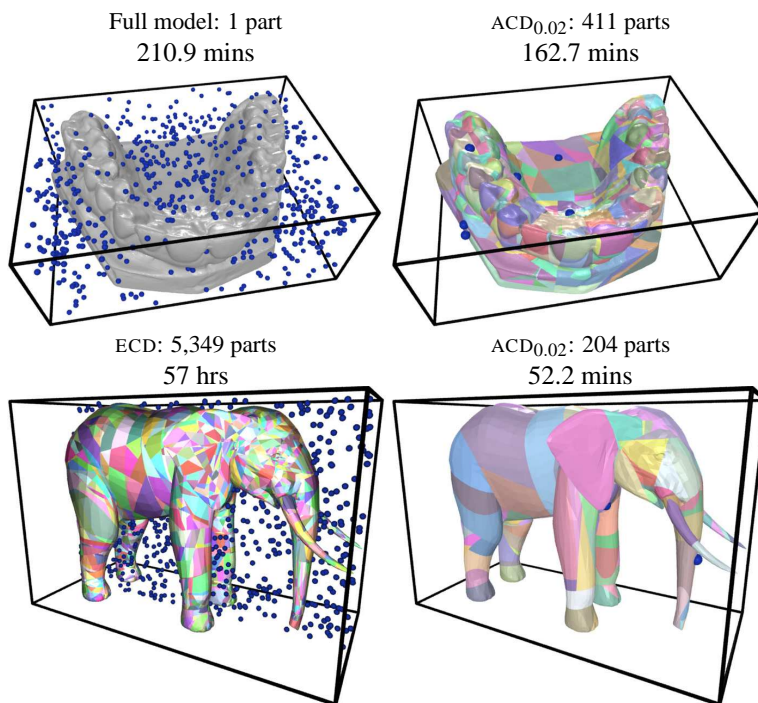 Full model: 1 part
210.9 mins
ACD0.02: 411 parts
162.7 mins
ECD: 5,349 parts
57 hrs
ACD0.02: 204 parts
52.2 mins